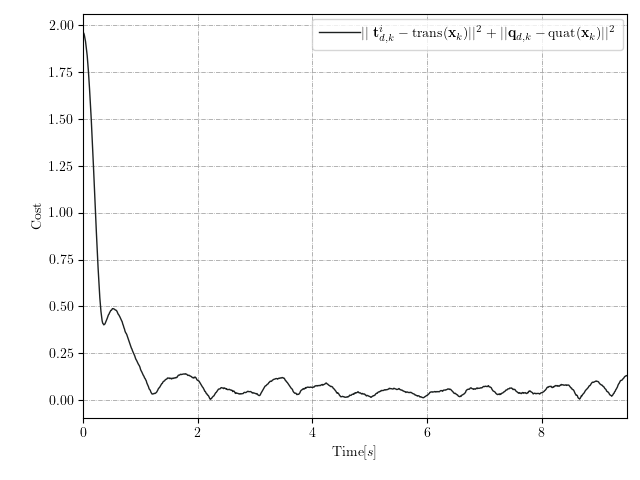 || t^i_{d,k} − trans(x_k)||^2 + ||q_{d,k} − quat(x_k)||^2
2.00
1.75
1.50
1.25
1.00
0.75
0.50
0.25
0.00
Cost
0 2 4 6 8
Time[s]